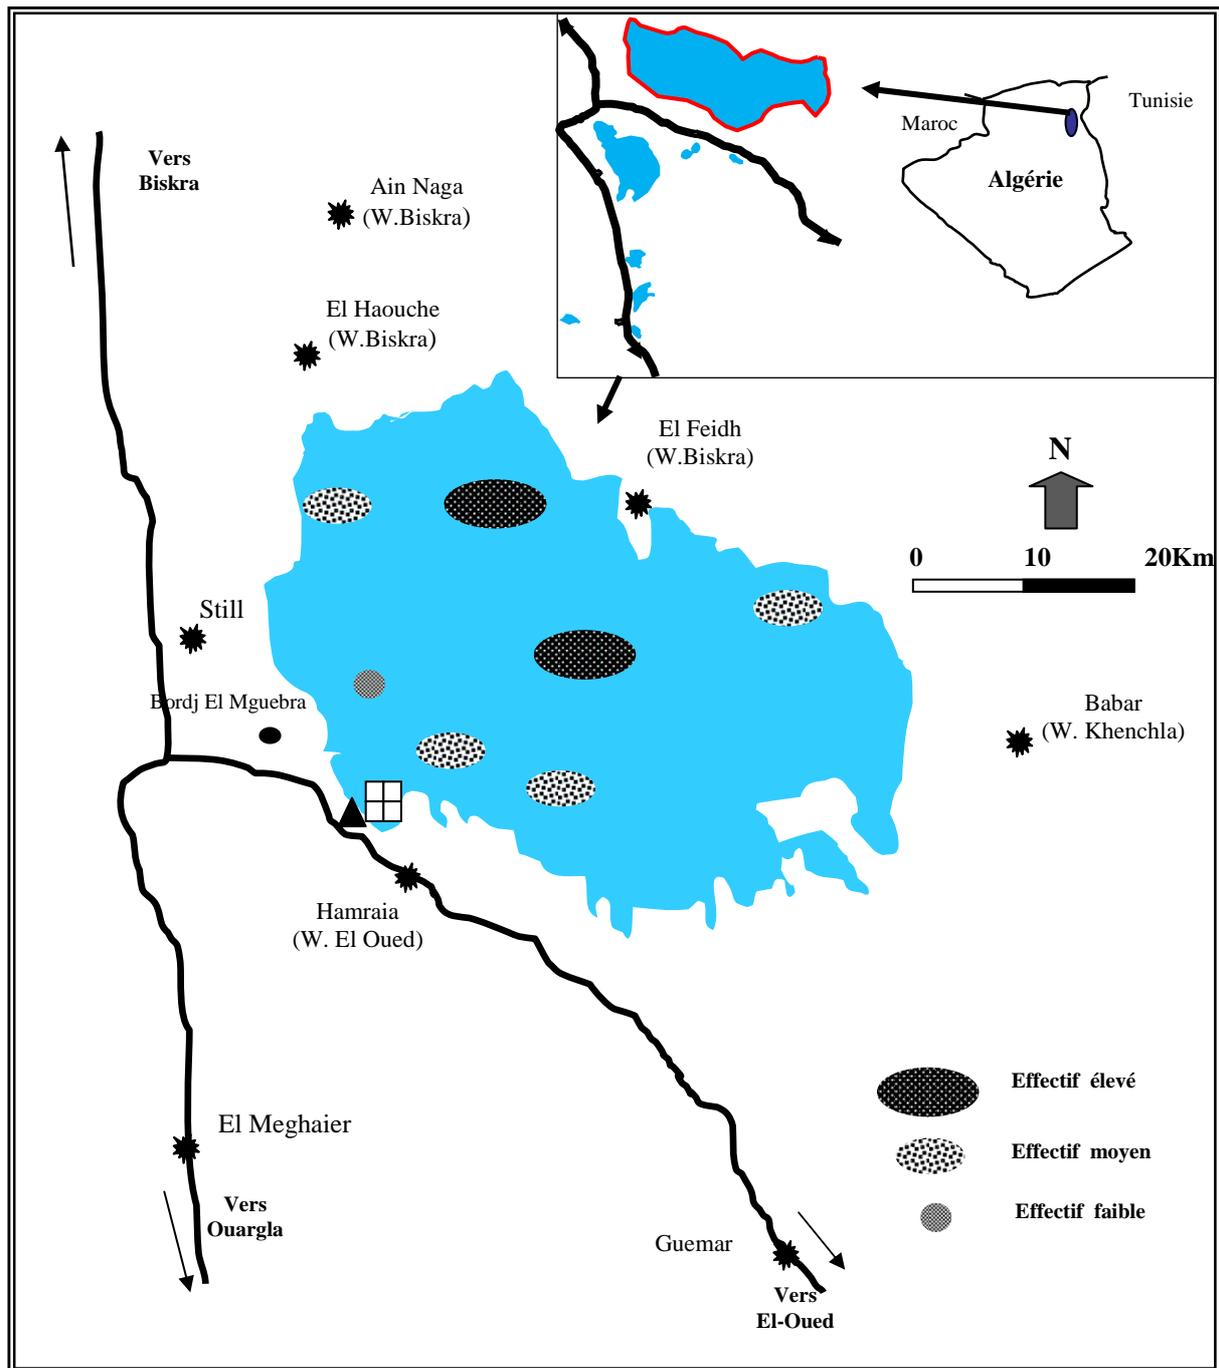 Tunisie
Maroc
Algérie
Vers
Biskra
Ain Naga
(W.Biskra)
El Haouche
(W.Biskra)
El Feidh
(W.Biskra)
N
0 10 20Km
Still
Bordj El Mguebra
Babar
(W. Khenchla)
Hamraia
(W. El Oued)
Effectif élevé
El Meghaier
Effectif moyen
Vers
Ouargla
Effectif faible
Guemar
Vers
El-Oued